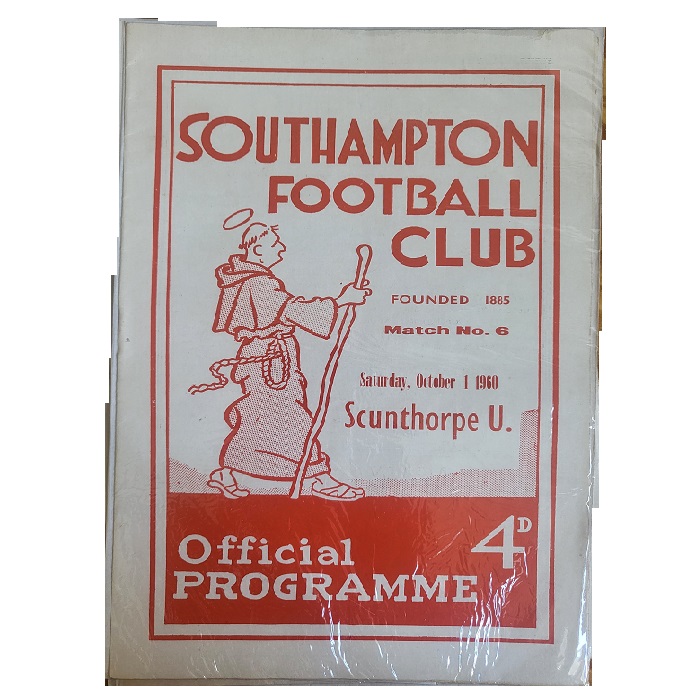 SOUTHAMPTON
FOOTBALL
CLUB
FOUNDED 1885
Match No. 6
Saturday, October 1 1960
Scunthorpe U.
Official
PROGRAMME
4D